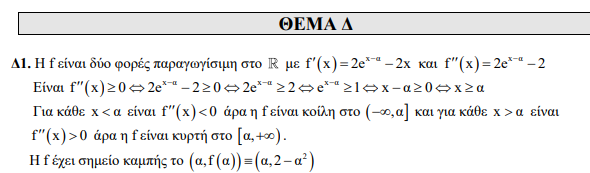 ΘΕΜΑ Δ
Δ1. Η f είναι δύο φορές παραγωγίσιμη στο ℝ με f′(x)=2e^{x−α}−2x και f″(x)=2e^{x−α}−2
Είναι f″(x)≥0⇔2e^{x−α}−2≥0⇔2e^{x−α}≥2⇔e^{x−α}≥1⇔x−α≥0⇔x≥α
Για κάθε x<α είναι f″(x)<0 άρα η f είναι κοίλη στο (−∞,α] και για κάθε x>α είναι
f″(x)>0 άρα η f είναι κυρτή στο [α,+∞).
Η f έχει σημείο καμπής το (α,f(α))≡(α,2−α²)